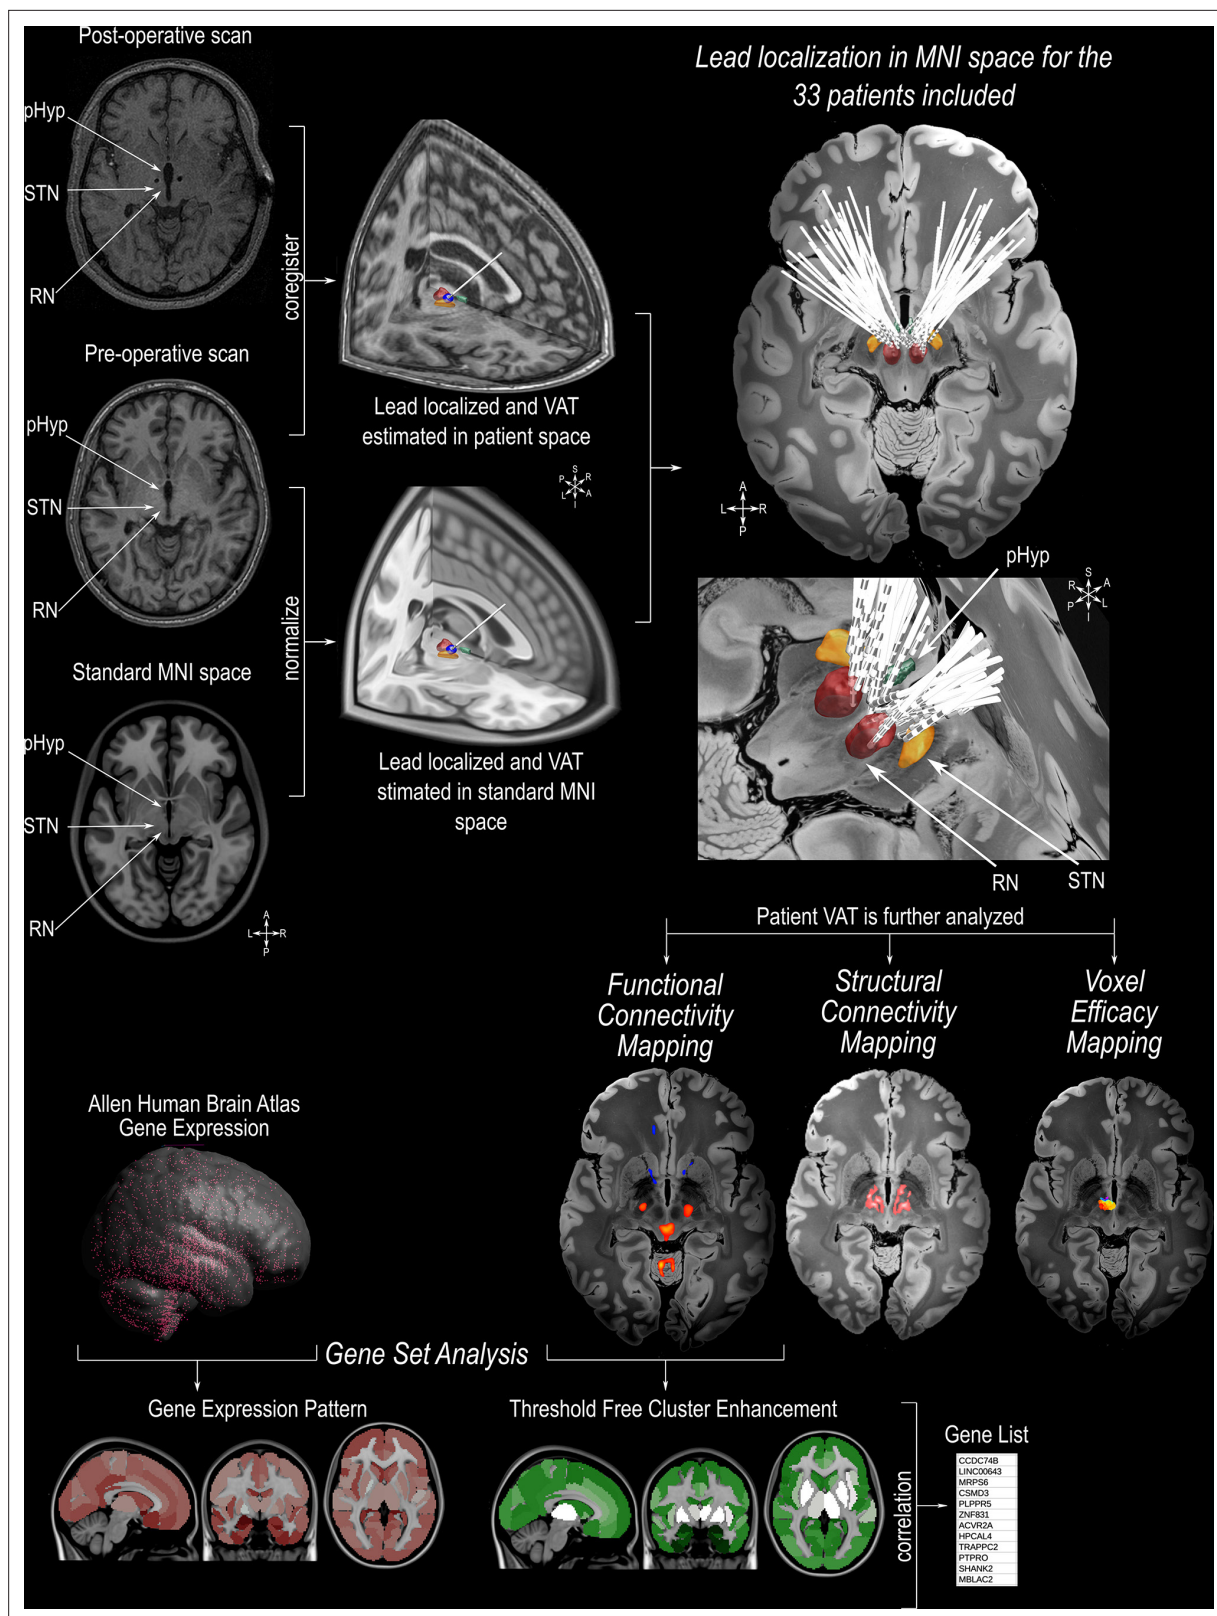 Post-operative scan
pHyp
STN
RN
coregister
Pre-operative scan
pHyp
STN
RN
normalize
Standard MNI space
pHyp
STN
RN
A
L R
P
Lead localized and VAT
estimated in patient space
S
P R
L A
I
Lead localized and VAT
stimated in standard MNI
space
Lead localization in MNI space for the
33 patients included
A
L R
P
pHyp
S
R A
P L
I
RN
STN
Patient VAT is further analyzed
Functional
Connectivity
Mapping
Structural
Connectivity
Mapping
Voxel
Efficacy
Mapping
Allen Human Brain Atlas
Gene Expression
Gene Set Analysis
Gene Expression Pattern
Threshold Free Cluster Enhancement
correlation
Gene List
CCDC74B
LINC00643
MRPS6
CSMD3
PLPPR5
ZNF831
ACVR2A
HPCAL4
TRAPPC2
PTPRO
SHANK2
MBLAC2